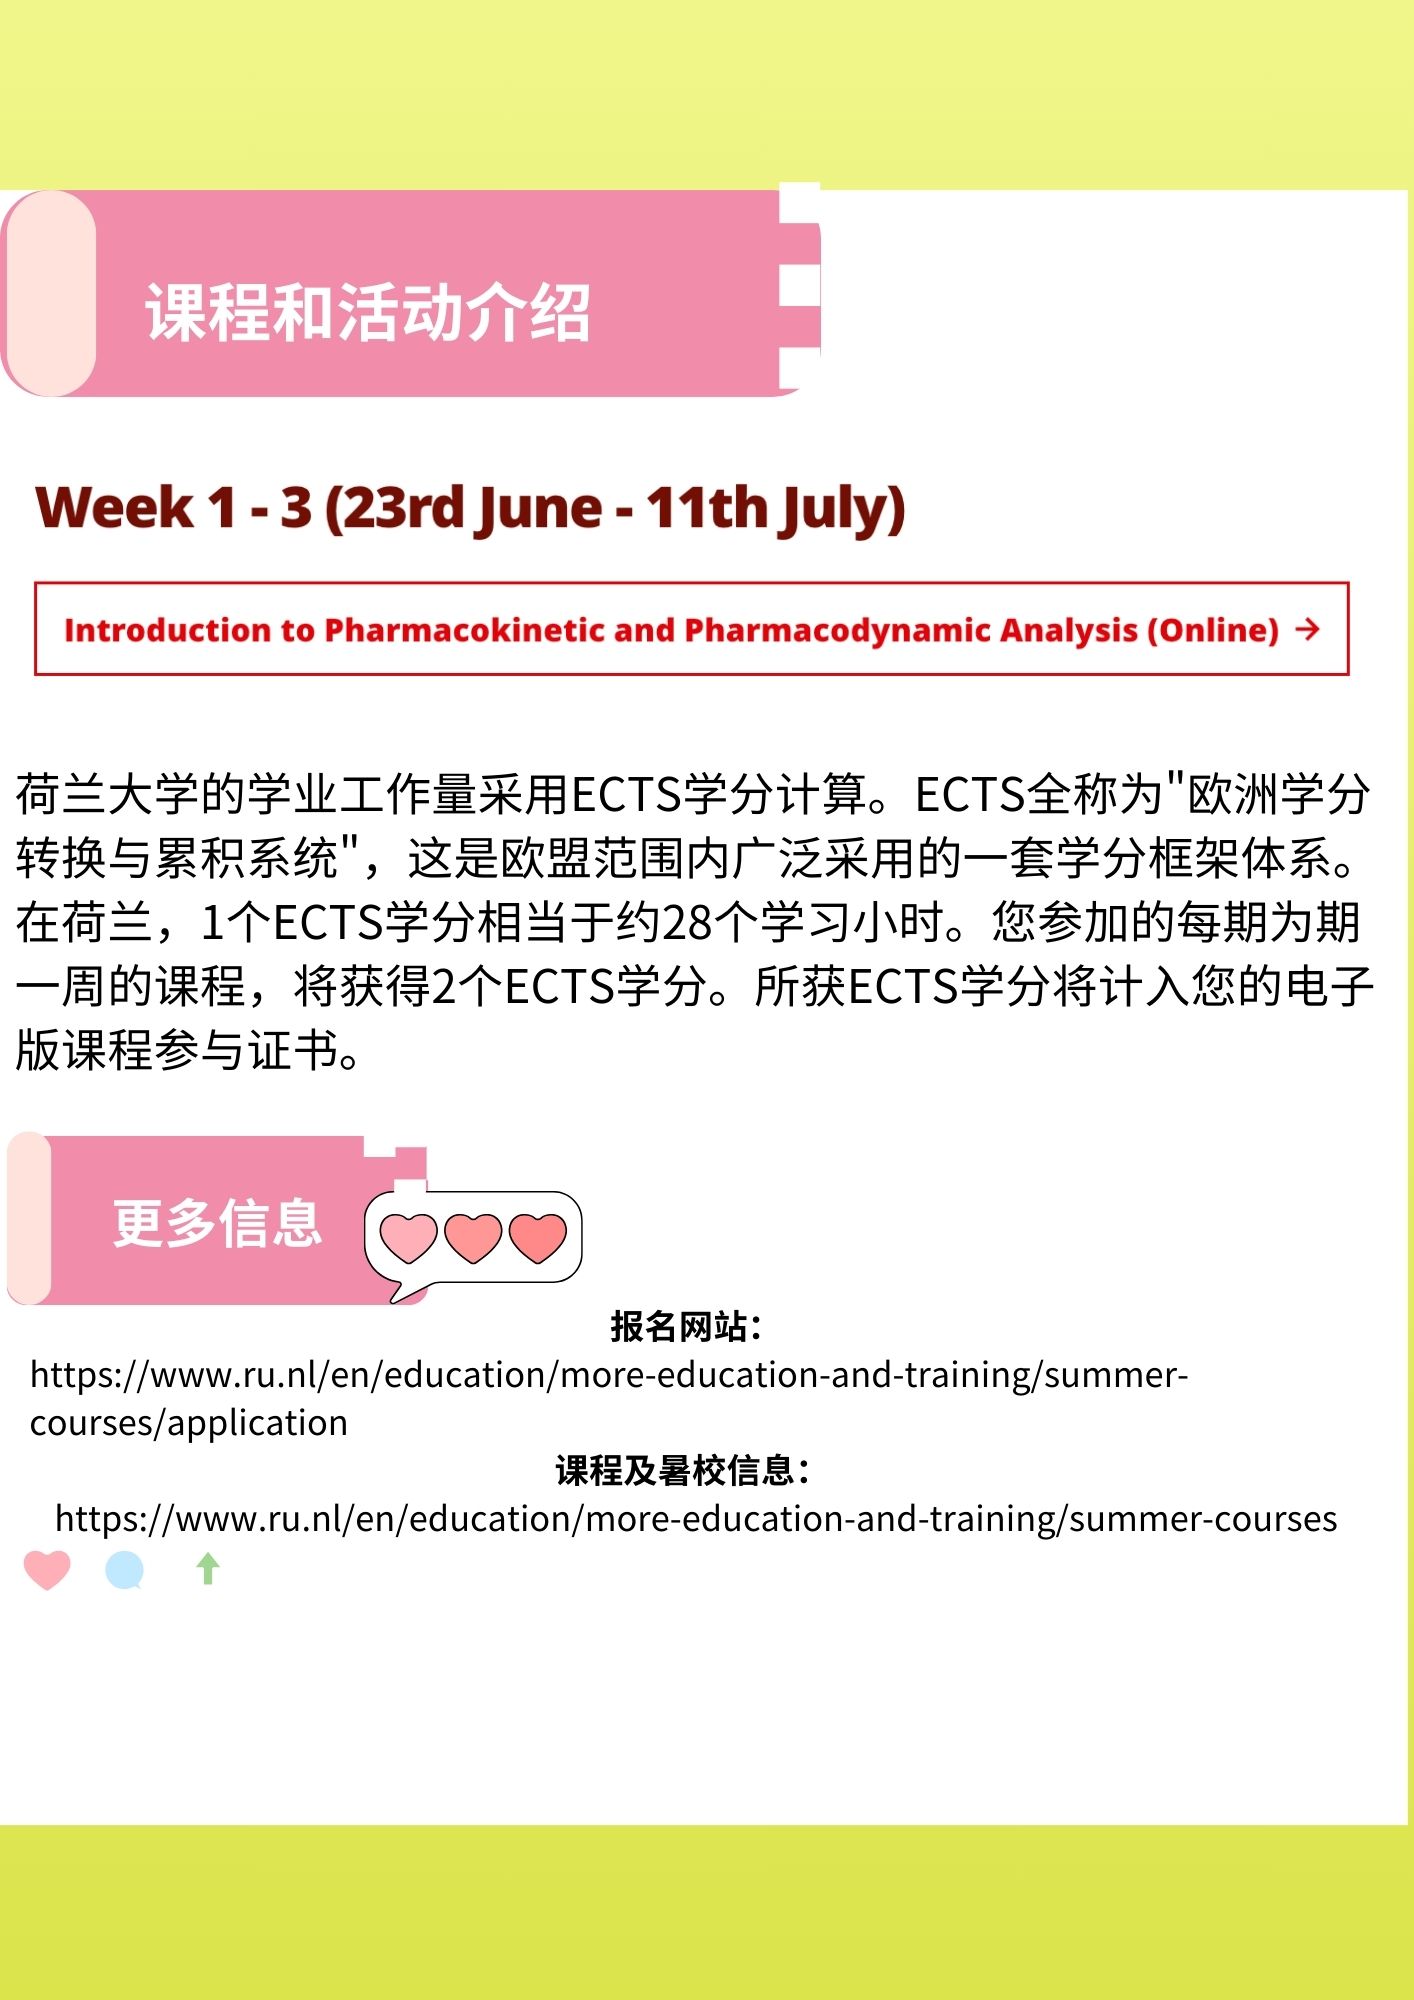 课程和活动介绍
Week 1 - 3 (23rd June - 11th July)
Introduction to Pharmacokinetic and Pharmacodynamic Analysis (Online) →
荷兰大学的学业工作量采用ECTS学分计算。ECTS全称为"欧洲学分
转换与累积系统"，这是欧盟范围内广泛采用的一套学分框架体系。
在荷兰，1个ECTS学分相当于约28个学习小时。您参加的每期为期
一周的课程，将获得2个ECTS学分。所获ECTS学分将计入您的电子
版课程参与证书。
更多信息
报名网站：
https://www.ru.nl/en/education/more-education-and-training/summer-
courses/application
课程及暑校信息：
https://www.ru.nl/en/education/more-education-and-training/summer-courses